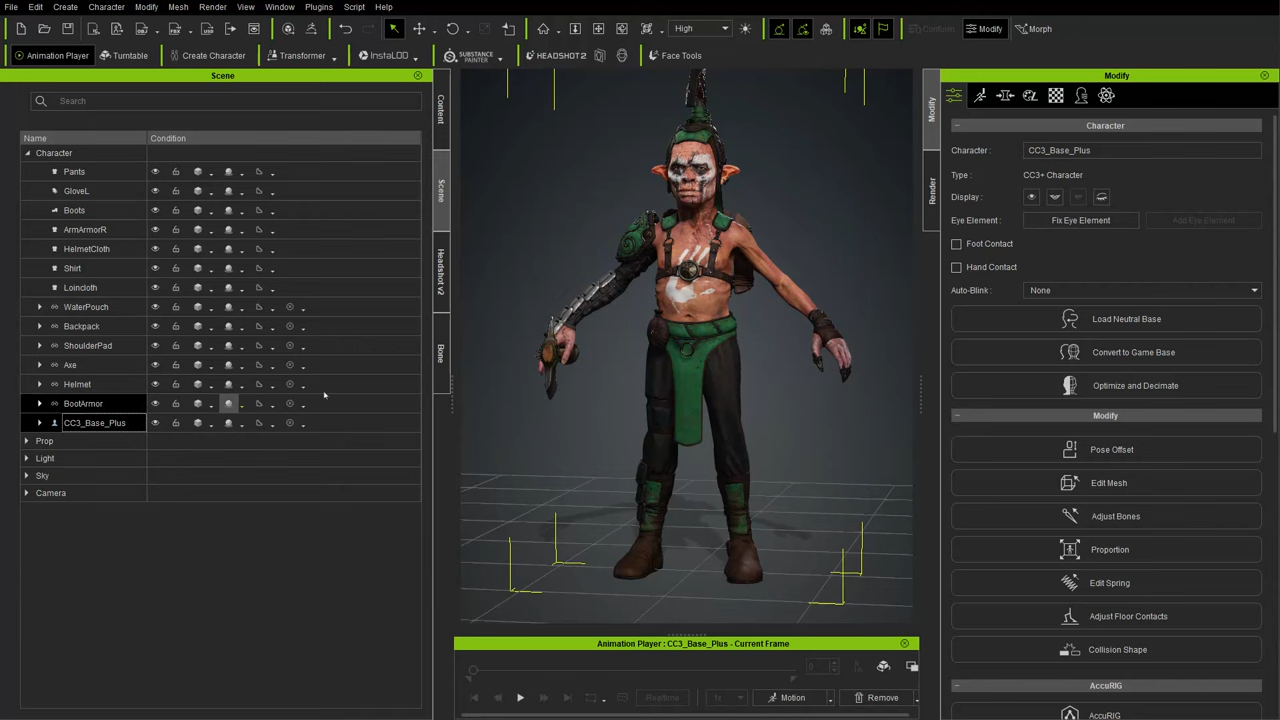 File Edit Create Character Modify Mesh Render View Window Plugins Script Help
High Conform Modify Morph
Animation Player Turntable Create Character Transformer InstaLOD SUBSTANCE PAINTER HEADSHOT 2 Face Tools
Scene
Search
Name Condition
Character
Pants
GloveL
Boots
ArmArmorR
HelmetCloth
Shirt
Loincloth
WaterPouch
Backpack
ShoulderPad
Axe
Helmet
BootArmor
CC3_Base_Plus
Prop
Light
Sky
Camera
Content
Scene
Headshot v2
Bone
Animation Player : CC3_Base_Plus - Current Frame
0
Realtime 1x Motion Remove
Modify
Render
Modify
Character
Character : CC3_Base_Plus
Type : CC3+ Character
Display :
Eye Element : Fix Eye Element Add Eye Element
Foot Contact
Hand Contact
Auto-Blink : None
Load Neutral Base
Convert to Game Base
Optimize and Decimate
Modify
Pose Offset
Edit Mesh
Adjust Bones
Proportion
Edit Spring
Adjust Floor Contacts
Collision Shape
AccuRIG
AccuRIG